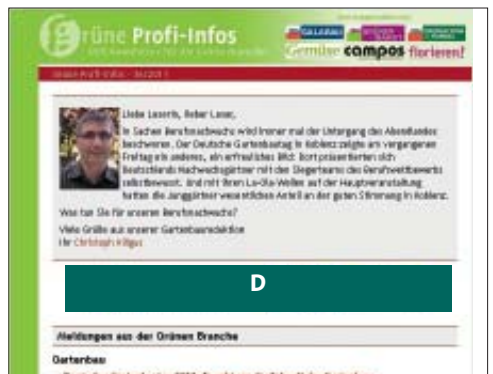 Grüne Profi-Infos
Gemüse campos florieren!
Grüne Profi-Infos -
Liebe Leserin, lieber Leser,
in Sachen Berufsnachwuchs wird immer mal der Untergang des Abendlandes
beschworen. Der Deutsche Gartenbautag in Koblenz zeigte am vergangenen
Freitag ein anderes, ein erfreuliches Bild: Dort präsentierten sich
Deutschlands Nachwuchsgärtner mit den Siegerteams des Berufswettbewerbs
selbstbewusst. Und mit ihren La-Ola-Wellen auf der Hauptveranstaltung
hatten die Junggärtner wesentlichen Anteil an der guten Stimmung in Koblenz.
Was tun Sie für unseren Berufsnachwuchs?
Viele Grüße aus unserer Gartenbauredaktion
Ihr Christoph Killgus
D
Meldungen aus der Grünen Branche
Gartenbau